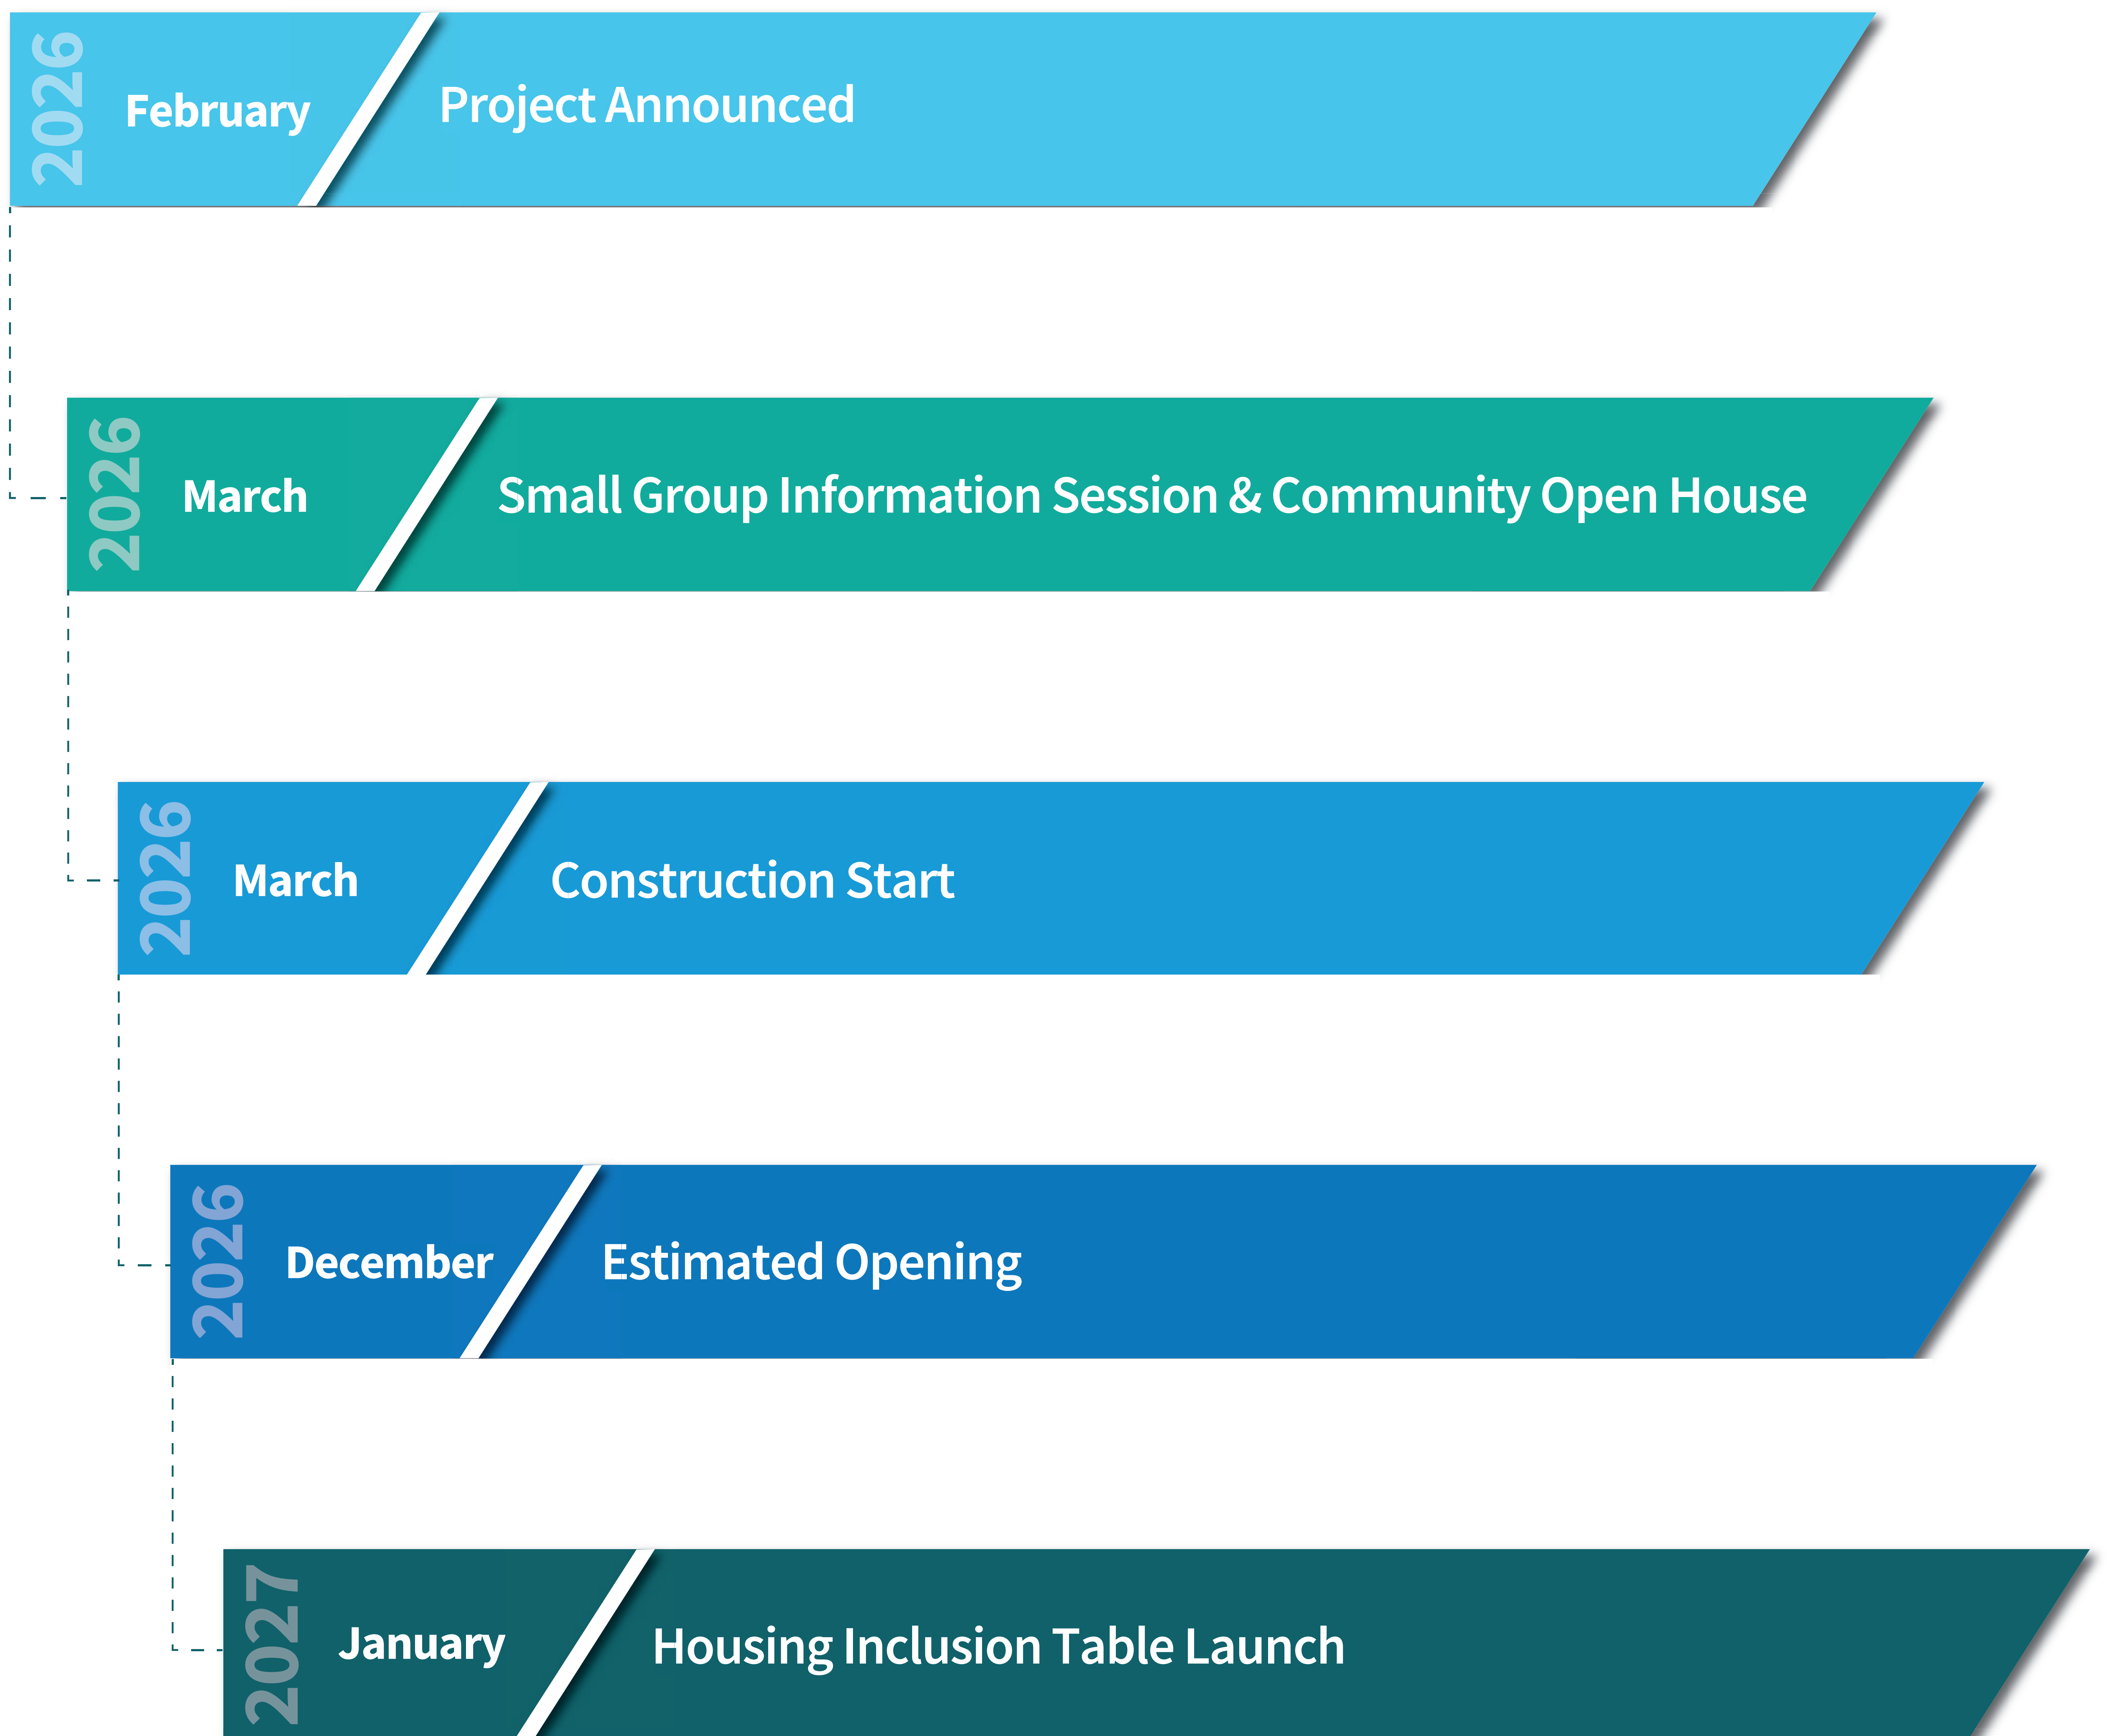 2026
February
Project Announced
2026
March
Small Group Information Session & Community Open House
2026
March
Construction Start
2026
December
Estimated Opening
2027
January
Housing Inclusion Table Launch